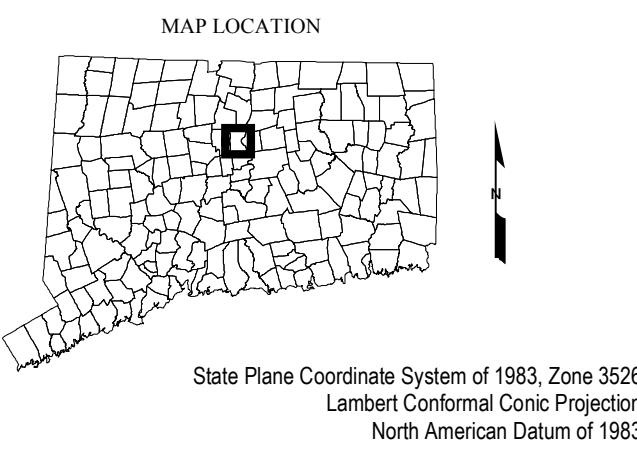 MAP LOCATION
N
State Plane Coordinate System of 1983, Zone 3526
Lambert Conformal Conic Projection
North American Datum of 1983